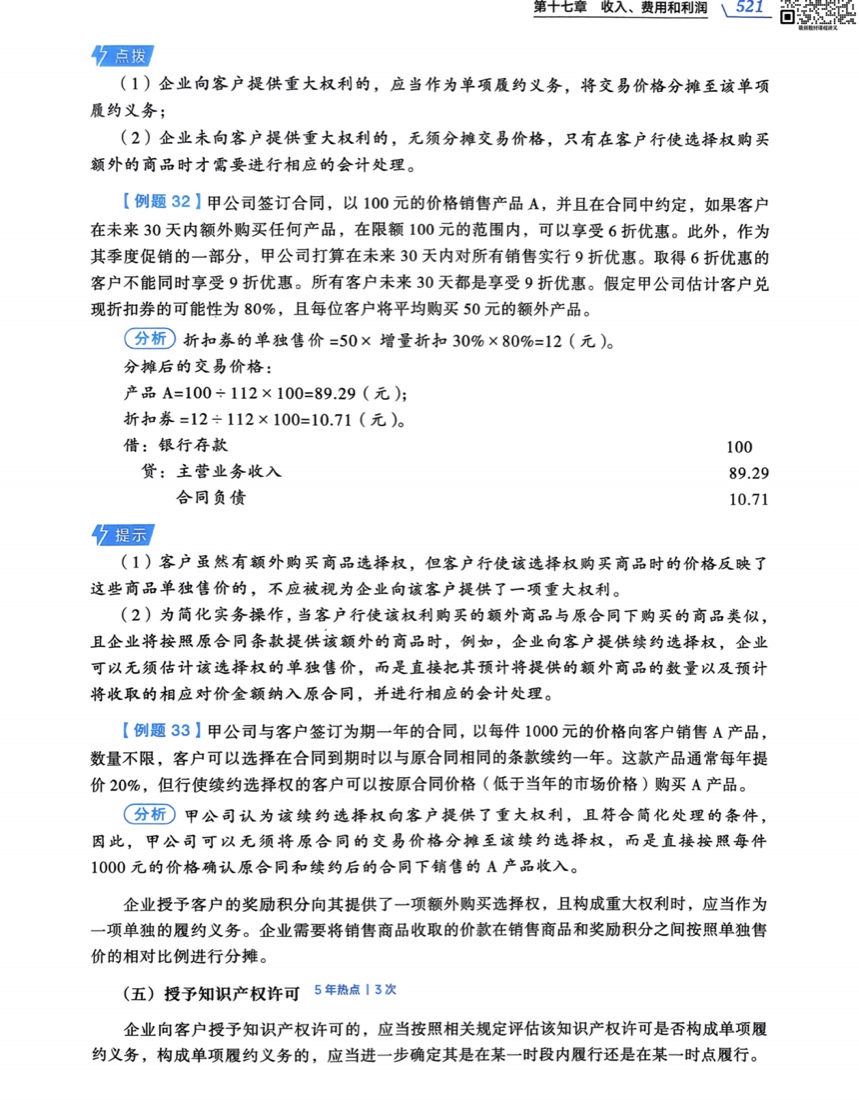 第十七章 收入、费用和利润 521
点拨
（1）企业向客户提供重大权利的，应当作为单项履约义务，将交易价格分摊至该单项
履约义务；
（2）企业未向客户提供重大权利的，无须分摊交易价格，只有在客户行使选择权购买
额外的商品时才需要进行相应的会计处理。
【例题 32】甲公司签订合同，以 100 元的价格销售产品 A，并且在合同中约定，如果客户
在未来 30 天内额外购买任何产品，在限额 100 元的范围内，可以享受 6 折优惠。此外，作为
其季度促销的一部分，甲公司打算在未来 30 天内对所有销售实行 9 折优惠。取得 6 折优惠的
客户不能同时享受 9 折优惠。所有客户未来 30 天都是享受 9 折优惠。假定甲公司估计客户兑
现折扣券的可能性为 80%，且每位客户将平均购买 50 元的额外产品。
分析 折扣券的单独售价 =50× 增量折扣 30%×80%=12（元）。
分摊后的交易价格：
产品 A=100÷112×100=89.29（元）；
折扣券 =12÷112×100=10.71（元）。
借：银行存款 100
贷：主营业务收入 89.29
合同负债 10.71
提示
（1）客户虽然有额外购买商品选择权，但客户行使该选择权购买商品时的价格反映了
这些商品单独售价的，不应被视为企业向该客户提供了一项重大权利。
（2）为简化实务操作，当客户行使该权利购买的额外商品与原合同下购买的商品类似，
且企业将按照原合同条款提供该额外的商品时，例如，企业向客户提供续约选择权，企业
可以无须估计该选择权的单独售价，而是直接把其预计将提供的额外商品的数量以及预计
将收取的相应对价金额纳入原合同，并进行相应的会计处理。
【例题 33】甲公司与客户签订为期一年的合同，以每件 1000 元的价格向客户销售 A 产品，
数量不限，客户可以选择在合同到期时以与原合同相同的条款续约一年。这款产品通常每年提
价 20%，但行使续约选择权的客户可以按原合同价格（低于当年的市场价格）购买 A 产品。
分析 甲公司认为该续约选择权向客户提供了重大权利，且符合简化处理的条件，
因此，甲公司可以无须将原合同的交易价格分摊至该续约选择权，而是直接按照每件
1000 元的价格确认原合同和续约后的合同下销售的 A 产品收入。
企业授予客户的奖励积分向其提供了一项额外购买选择权，且构成重大权利时，应当作为
一项单独的履约义务。企业需要将销售商品收取的价款在销售商品和奖励积分之间按照单独售
价的相对比例进行分摊。
（五）授予知识产权许可 5年热点 | 3次
企业向客户授予知识产权许可的，应当按照相关规定评估该知识产权许可是否构成单项履
约义务，构成单项履约义务的，应当进一步确定其是在某一时段内履行还是在某一时点履行。